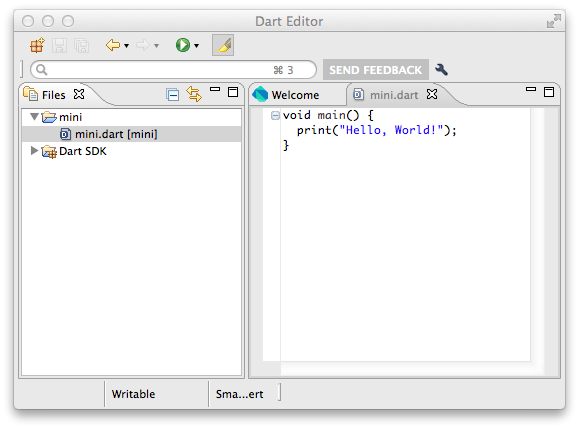 Dart Editor
⌘ 3
SEND FEEDBACK
Files
Welcome
mini.dart
mini
mini.dart [mini]
Dart SDK
void main() {
print("Hello, World!");
}
Writable
Sma...ert